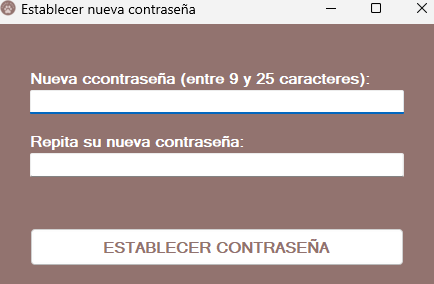 Establecer nueva contraseña
Nueva ccontraseña (entre 9 y 25 caracteres):
Repita su nueva contraseña:
ESTABLECER CONTRASEÑA